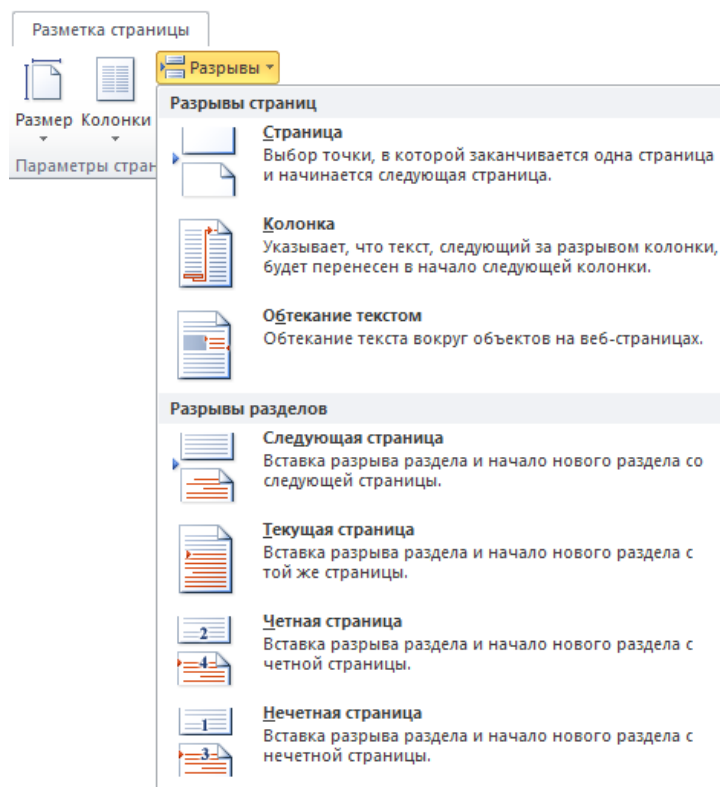 Разметка страницы
Разрывы
Размер Колонки
Параметры стран
Разрывы страниц
Страница
Выбор точки, в которой заканчивается одна страница
и начинается следующая страница.
Колонка
Указывает, что текст, следующий за разрывом колонки,
будет перенесен в начало следующей колонки.
Обтекание текстом
Обтекание текста вокруг объектов на веб-страницах.
Разрывы разделов
Следующая страница
Вставка разрыва раздела и начало нового раздела со
следующей страницы.
Текущая страница
Вставка разрыва раздела и начало нового раздела с
той же страницы.
2
4
Четная страница
Вставка разрыва раздела и начало нового раздела с
четной страницы.
1
3
Нечетная страница
Вставка разрыва раздела и начало нового раздела с
нечетной страницы.